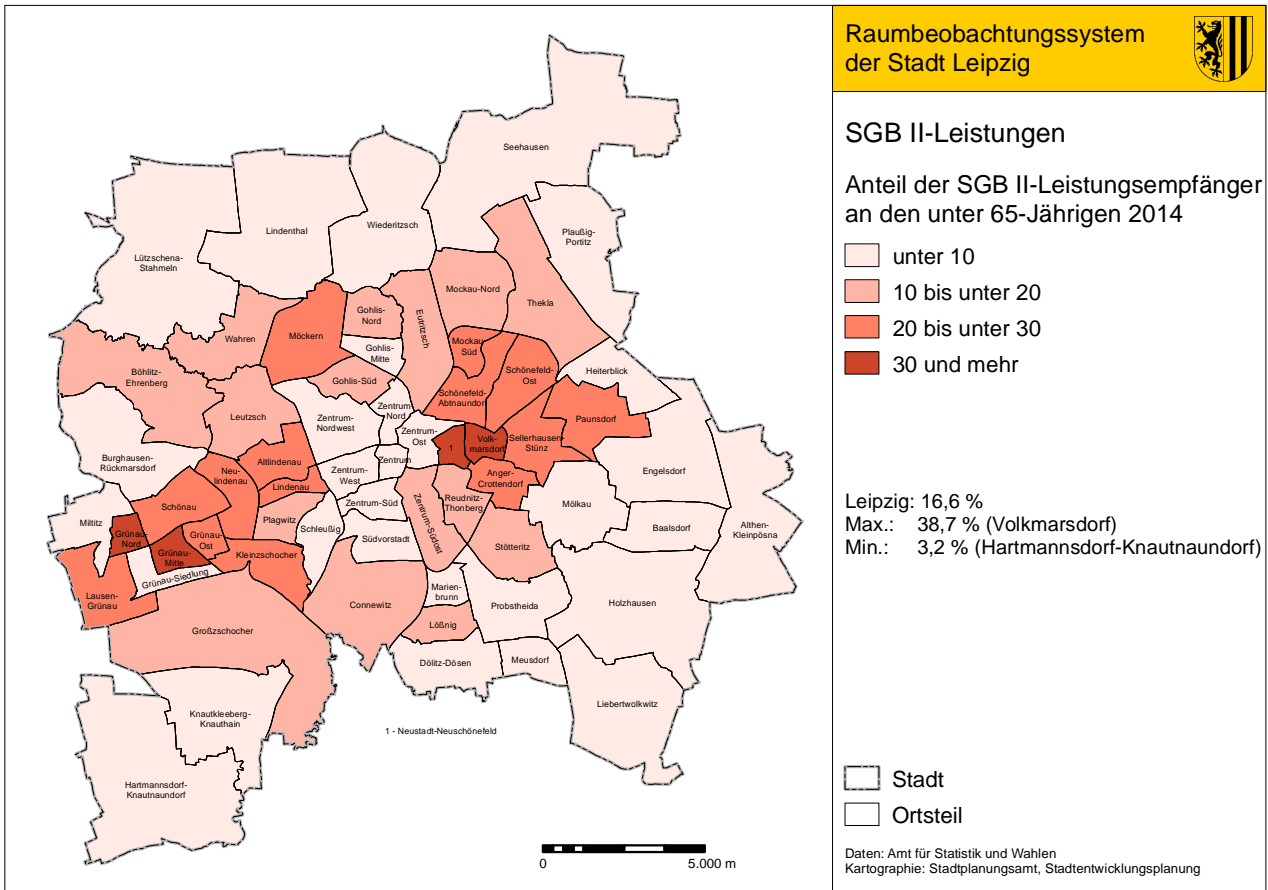 Raumbeobachtungssystem
der Stadt Leipzig
SGB II-Leistungen
Anteil der SGB II-Leistungsempfänger
an den unter 65-Jährigen 2014
unter 10
10 bis unter 20
20 bis unter 30
30 und mehr
Leipzig: 16,6 %
Max.: 38,7 % (Volkmarsdorf)
Min.: 3,2 % (Hartmannsdorf-Knautnaundorf)
Stadt
Ortsteil
Daten: Amt für Statistik und Wahlen
Kartographie: Stadtplanungsamt, Stadtentwicklungsplanung
Seehausen
Lindenthal
Wiederitzsch
Plaußig-
Portitz
Lützschena-
Stahmeln
Mockau-Nord
Thekla
Gohlis-
Nord
Eutritzsch
Wahren
Möckern
Gohlis-
Mitte
Mockau-
Süd
Schönefeld-
Ost
Heiterblick
Böhlitz-
Ehrenberg
Gohlis-Süd
Schönefeld-
Abtnaundorf
Leutzsch
Zentrum-
Nordwest
Zentrum-
Nord
Zentrum-
Ost
Paunsdorf
Burghausen-
Rückmarsdorf
Altlindenau
Neu-
lindenau
Zentrum
1
Volk-
marsdorf
Sellerhausen-
Stünz
Engelsdorf
Lindenau
Zentrum-
West
Anger-
Crottendorf
Schönau
Zentrum-Süd
Reudnitz-
Thonberg
Mölkau
Miltitz
Plagwitz
Schleußig
Zentrum-Südost
Baalsdorf
Althen-
Kleinpösna
Grünau-
Nord
Grünau-
Mitte
Grünau-
Ost
Südvorstadt
Stötteritz
Kleinzschocher
Grünau-Siedlung
Lausen-
Grünau
Connewitz
Marien-
brunn
Probstheida
Holzhausen
Lößnig
Großzschocher
Dölitz-Dösen
Meusdorf
Liebertwolkwitz
Knautkleeberg-
Knauthain
1 - Neustadt-Neuschönefeld
Hartmannsdorf-
Knautnaundorf
0
5.000 m